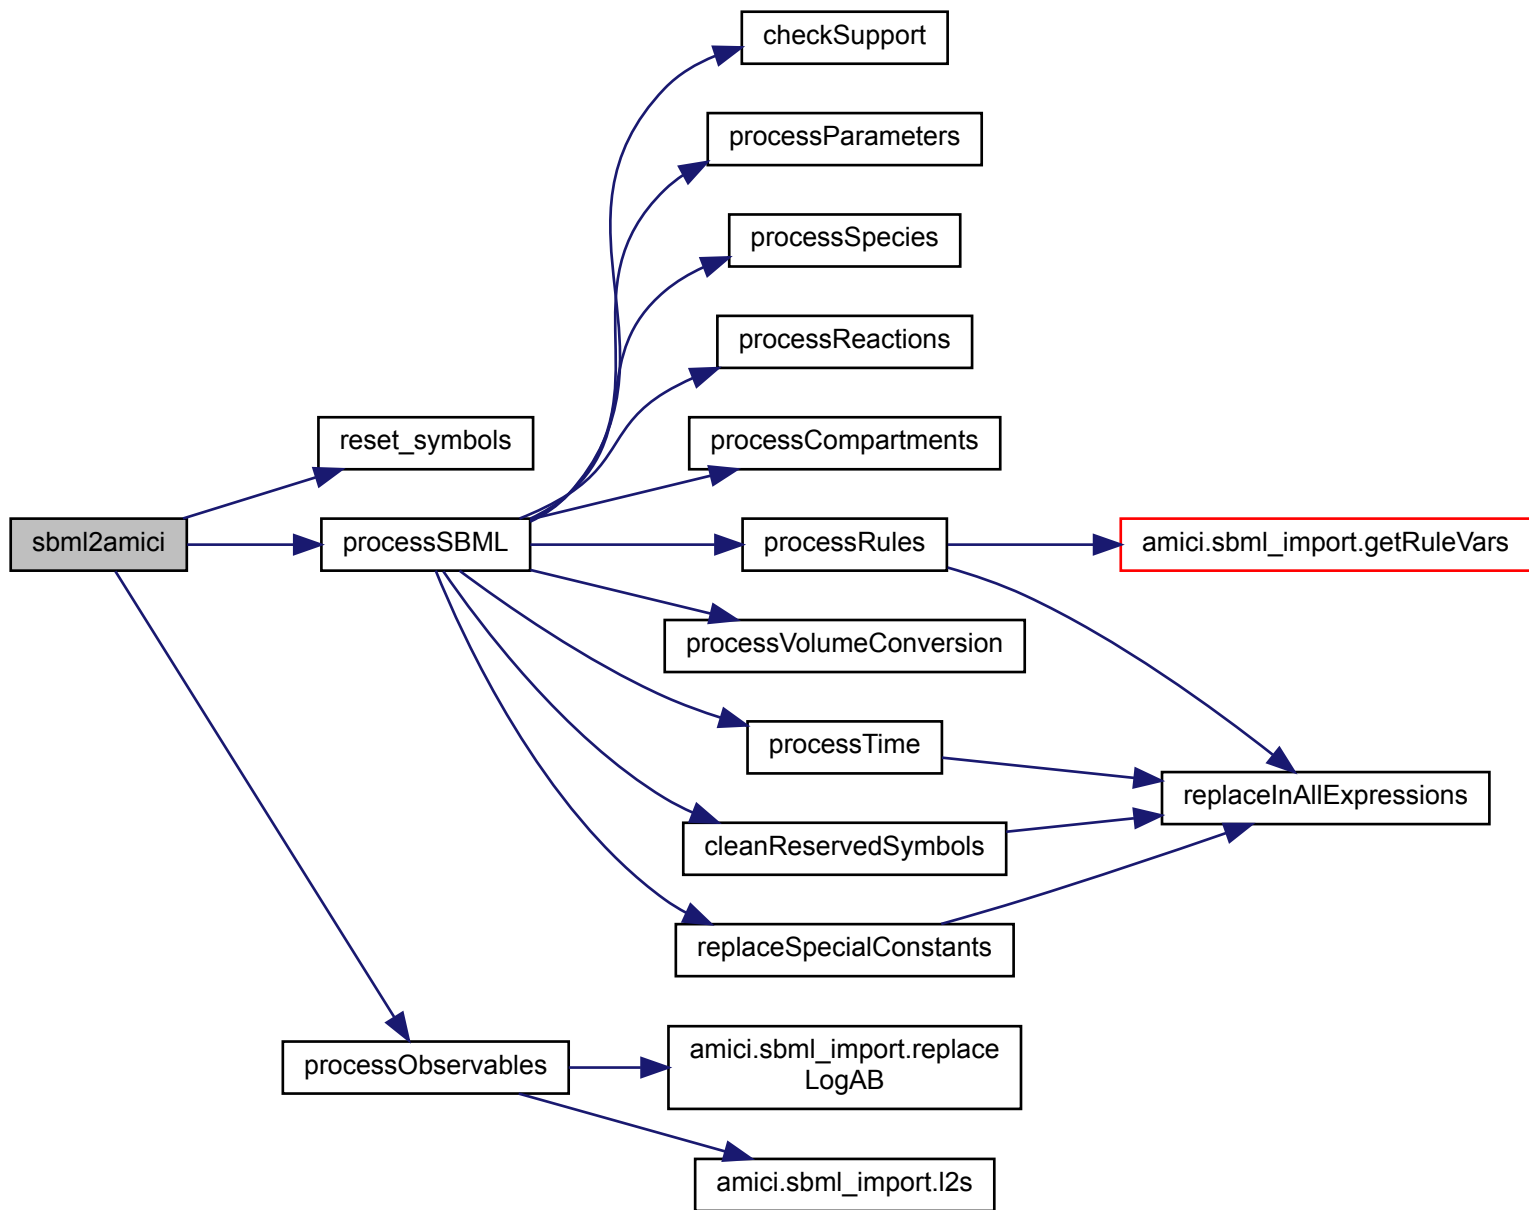 checkSupport
processParameters
processSpecies
processReactions
reset_symbols
processCompartments
sbml2amici
processSBML
processRules
amici.sbml_import.getRuleVars
processVolumeConversion
processTime
replaceInAllExpressions
cleanReservedSymbols
replaceSpecialConstants
processObservables
amici.sbml_import.replace
LogAB
amici.sbml_import.l2s